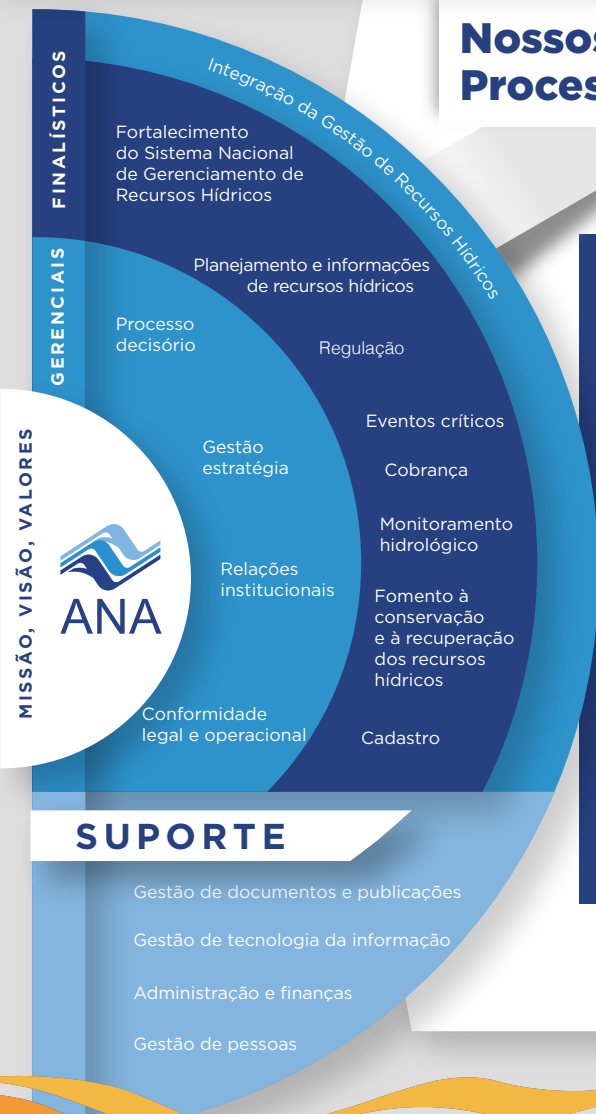 Nossos
Proces
FINALÍSTICOS
Integração da Gestão de Recursos Hídricos
Fortalecimento
do Sistema Nacional
de Gerenciamento de
Recursos Hídricos
Planejamento e informações
de recursos hídricos
Regulação
Eventos críticos
Cobrança
Monitoramento
hidrológico
Fomento à
conservação
e à recuperação
dos recursos
hídricos
Cadastro
GERENCIAIS
Processo
decisório
Gestão
estratégia
Relações
institucionais
Conformidade
legal e operacional
MISSÃO, VISÃO, VALORES
ANA
SUPORTE
Gestão de documentos e publicações
Gestão de tecnologia da informação
Administração e finanças
Gestão de pessoas